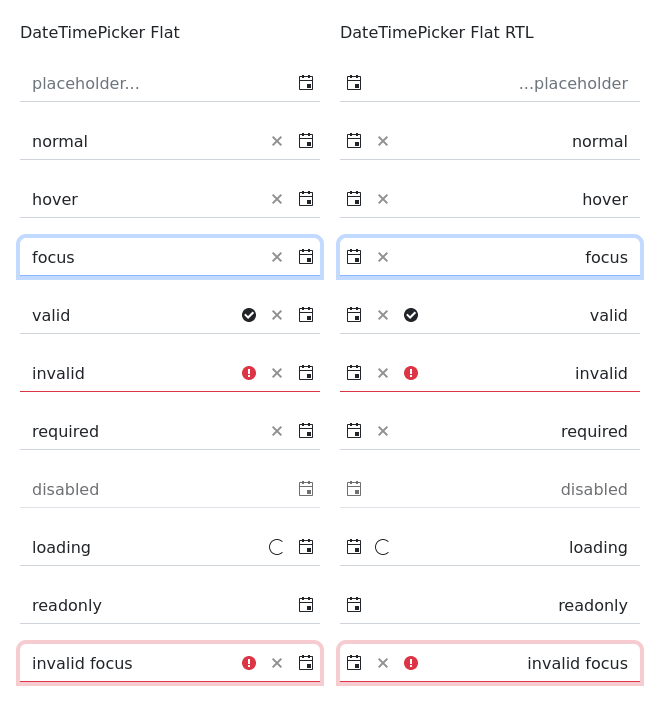 DateTimePicker Flat
placeholder...
normal
hover
focus
valid
invalid
required
disabled
loading
readonly
invalid focus
DateTimePicker Flat RTL
...placeholder
normal
hover
focus
valid
invalid
required
disabled
loading
readonly
invalid focus